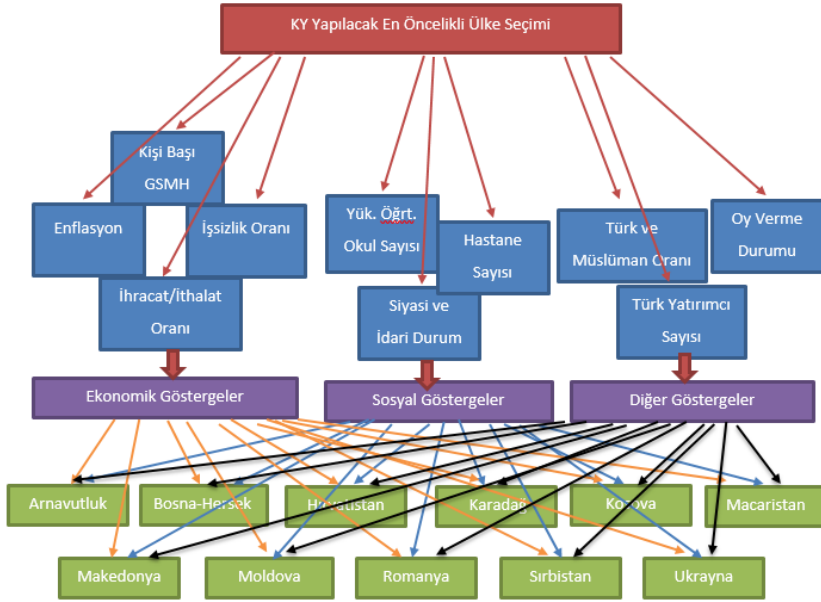 KY Yapılacak En Öncelikli Ülke Seçimi
Kişi Başı
GSMH
Enflasyon
İşsizlik Oranı
İhracat/İthalat
Oranı
Yük. Öğrt.
Okul Sayısı
Hastane
Sayısı
Siyasi ve
İdari Durum
Türk ve
Müslüman Oranı
Oy Verme
Durumu
Türk Yatırımcı
Sayısı
Ekonomik Göstergeler
Sosyal Göstergeler
Diğer Göstergeler
Arnavutluk
Bosna-Hersek
Hırvatistan
Karadağ
Kosova
Macaristan
Makedonya
Moldova
Romanya
Sırbistan
Ukrayna